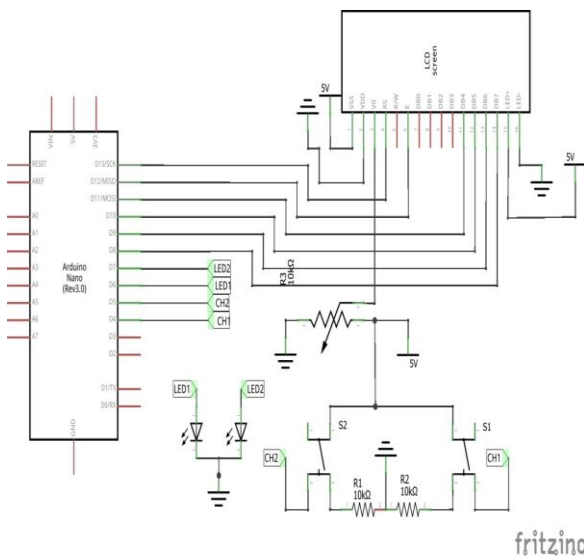 LCD
screen
5V
VSS
VDD
V0
RS
R/W
E
DB0
DB1
DB2
DB3
DB4
DB5
DB6
DB7
LED+
LED-
5V
VIN
5V
3V3
RESET
AREF
A0
A1
A2
A3
A4
A5
A6
A7
Arduino
Nano
(Rev3.0)
D13/SCK
D12/MISO
D11/MOSI
D10
D9
D8
D7
D6
D5
D4
D3
D2
D1/TX
D0/RX
GND
LED2
LED1
CH2
CH1
R3
10kΩ
5V
LED1
LED2
S2
S1
CH2
CH1
R1
10kΩ
R2
10kΩ
fritzing